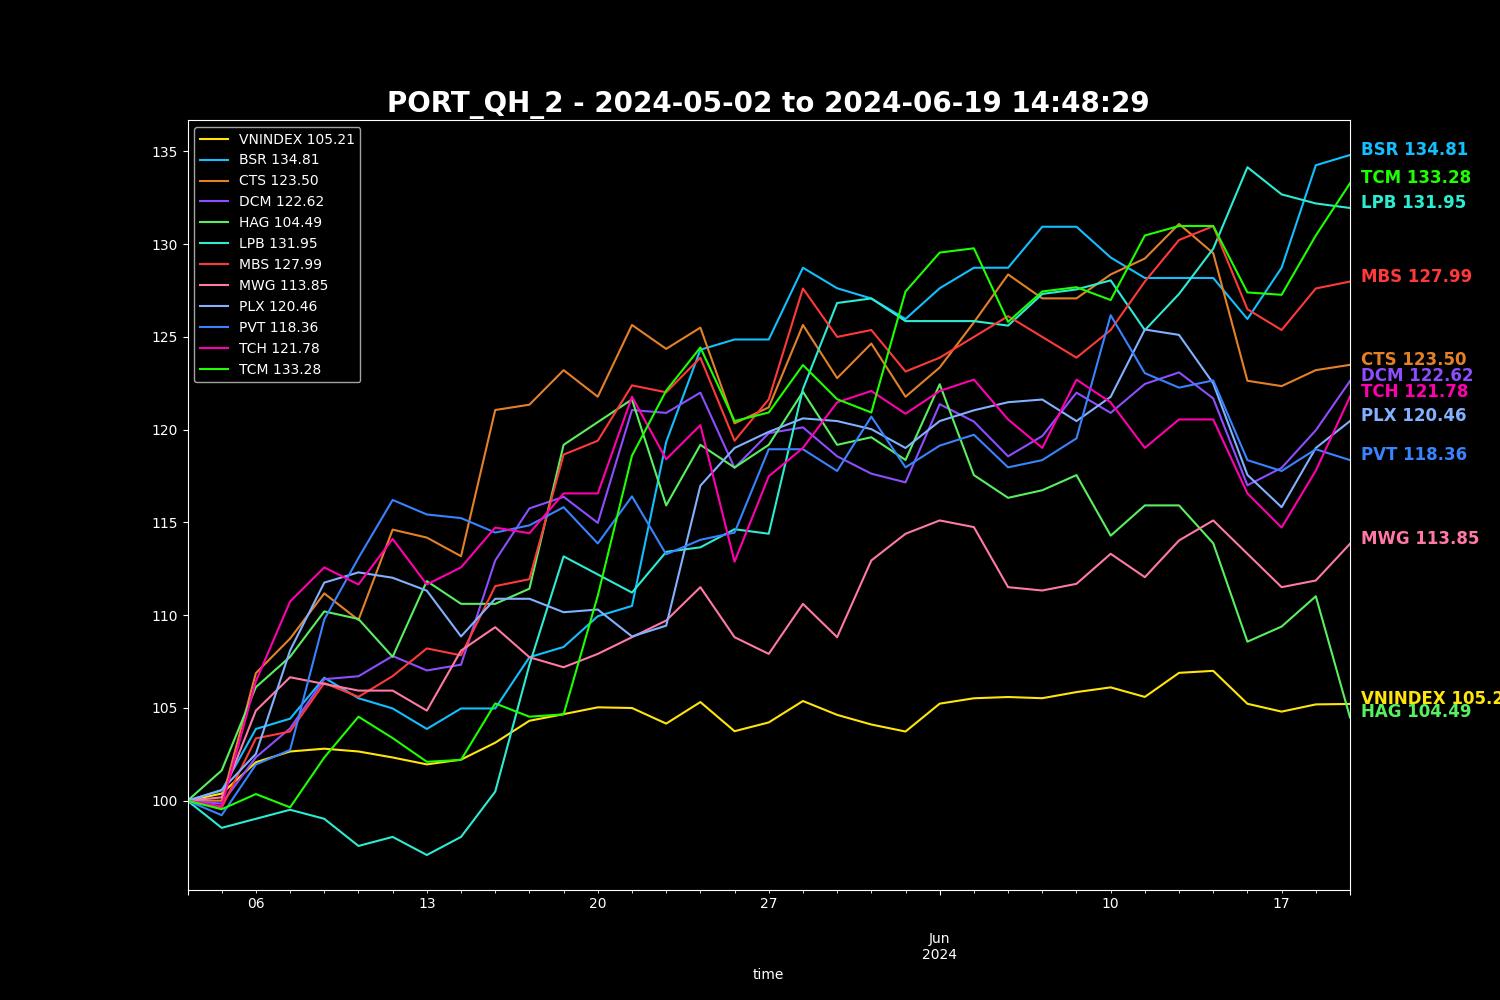 PORT_QH_2 - 2024-05-02 to 2024-06-19 14:48:29
VNINDEX 105.21
BSR 134.81
CTS 123.50
DCM 122.62
HAG 104.49
LPB 131.95
MBS 127.99
MWG 113.85
PLX 120.46
PVT 118.36
TCH 121.78
TCM 133.28
135
130
125
120
115
110
105
100
BSR 134.81
TCM 133.28
LPB 131.95
MBS 127.99
CTS 123.50
DCM 122.62
TCH 121.78
PLX 120.46
PVT 118.36
MWG 113.85
VNINDEX 105.2
HAG 104.49
06
13
20
27
10
17
Jun
2024
time